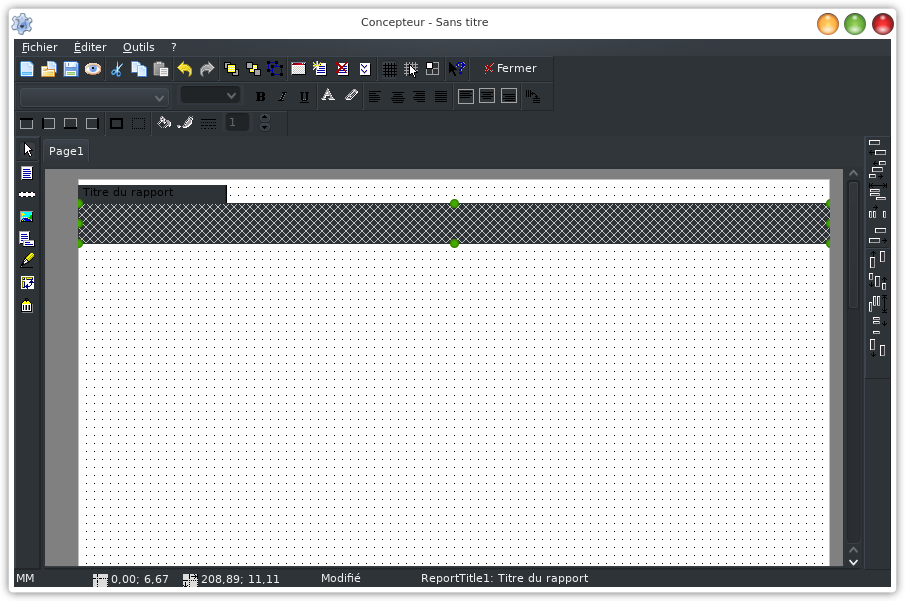 Concepteur - Sans titre
Fichier Èditer Outils ?
Fermer
B I U A
1
Page1
Titre du rapport
MM 0,00; 6,67 208,89; 11,11 Modifié ReportTitle1: Titre du rapport